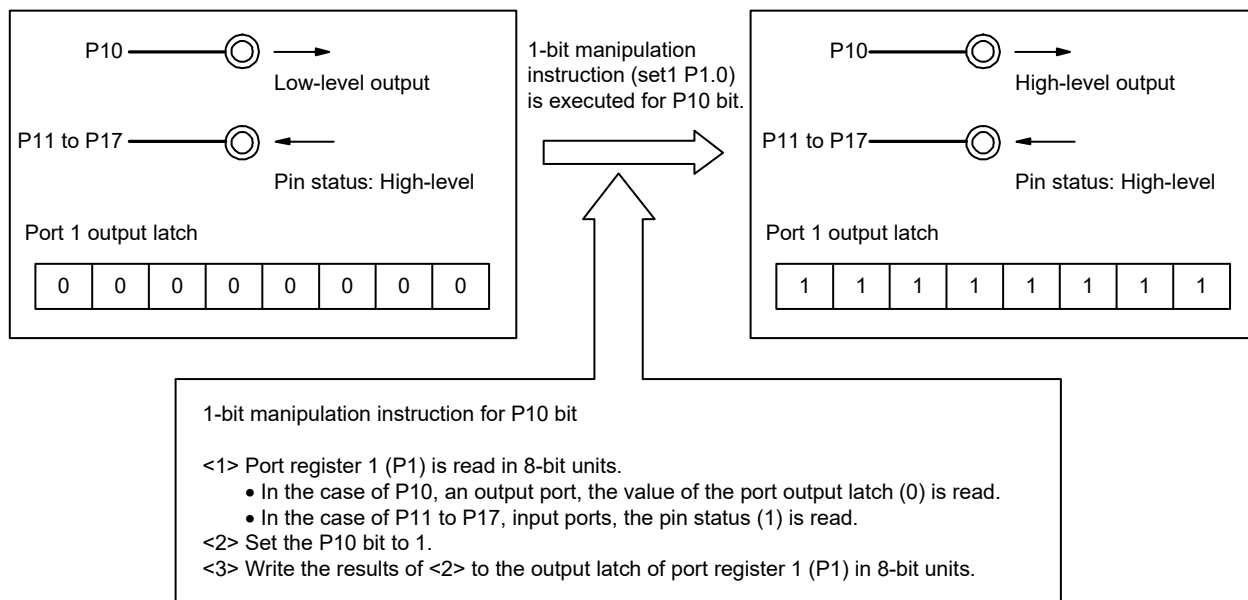 P10
Low-level output
P11 to P17
Pin status: High-level
Port 1 output latch
0 0 0 0 0 0 0 0
1-bit manipulation
instruction (set1 P1.0)
is executed for P10 bit.
P10
High-level output
P11 to P17
Pin status: High-level
Port 1 output latch
1 1 1 1 1 1 1 1
1-bit manipulation instruction for P10 bit
<1> Port register 1 (P1) is read in 8-bit units.
• In the case of P10, an output port, the value of the port output latch (0) is read.
• In the case of P11 to P17, input ports, the pin status (1) is read.
<2> Set the P10 bit to 1.
<3> Write the results of <2> to the output latch of port register 1 (P1) in 8-bit units.